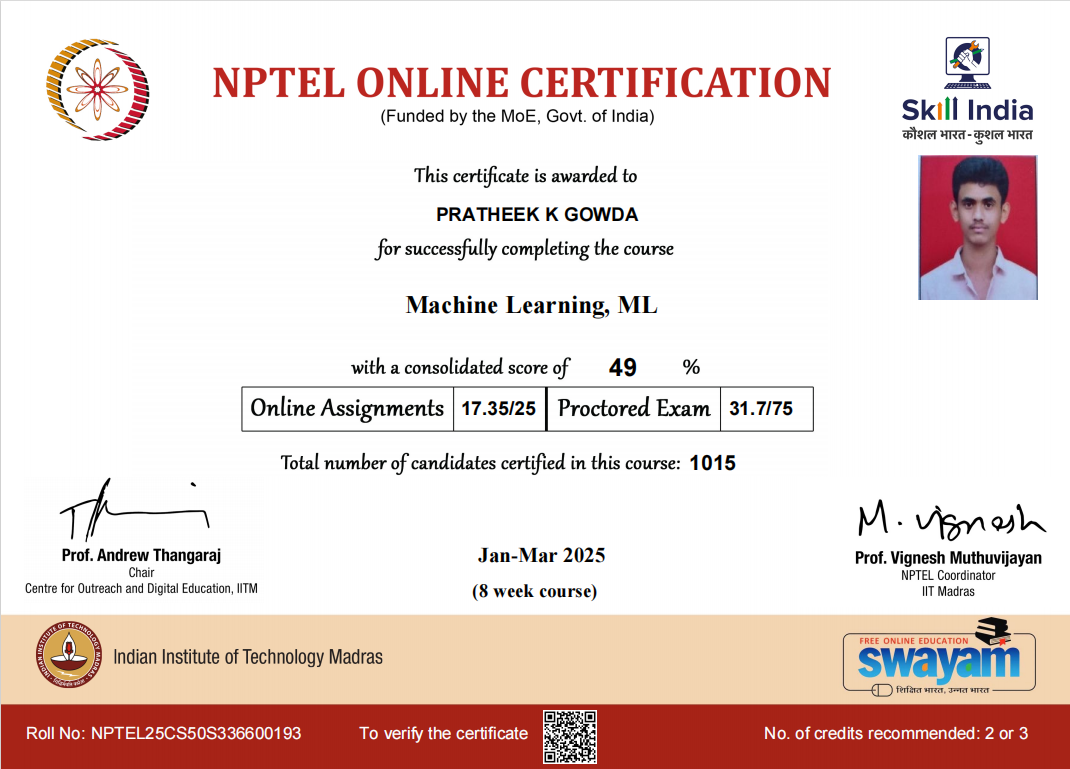 NPTEL ONLINE CERTIFICATION
(Funded by the MoE, Govt. of India)
Skill India
कौशल भारत - कुशल भारत
This certificate is awarded to
PRATHEEK K GOWDA
for successfully completing the course
Machine Learning, ML
with a consolidated score of 49 %
Online Assignments 17.35/25 Proctored Exam 31.7/75
Total number of candidates certified in this course: 1015
M. Vignesh
Prof. Andrew Thangaraj
Chair
Centre for Outreach and Digital Education, IITM
Jan-Mar 2025
(8 week course)
Prof. Vignesh Muthuvijayan
NPTEL Coordinator
IIT Madras
INDIAN INSTITUTE OF TECHNOLOGY MADRAS
Indian Institute of Technology Madras
FREE ONLINE EDUCATION
swayam
शिक्षित भारत, उन्नत भारत
Roll No: NPTEL25CS50S336600193
To verify the certificate
No. of credits recommended: 2 or 3